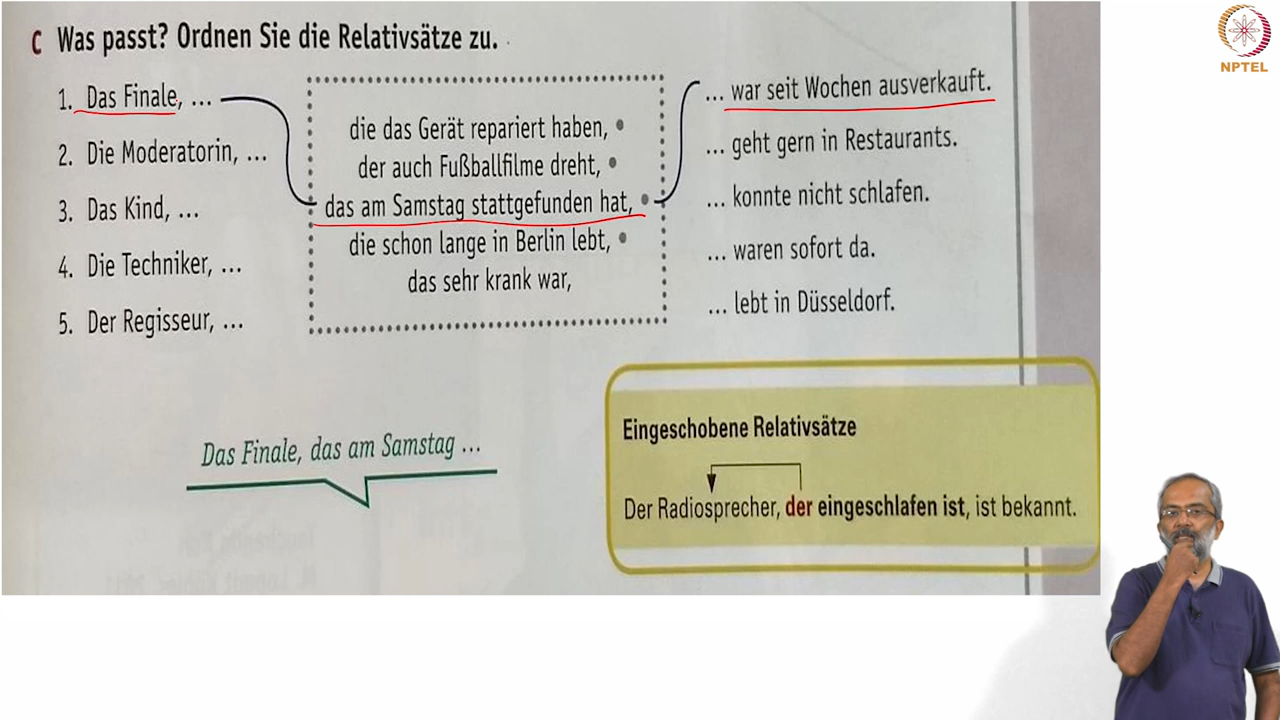 C Was passt? Ordnen Sie die Relativsätze zu.
1. Das Finale, ...
2. Die Moderatorin, ...
3. Das Kind, ...
4. Die Techniker, ...
5. Der Regisseur, ...
die das Gerät repariert haben, •
der auch Fußballfilme dreht, •
das am Samstag stattgefunden hat, •
die schon lange in Berlin lebt, •
das sehr krank war,
... war seit Wochen ausverkauft.
... geht gern in Restaurants.
... konnte nicht schlafen.
... waren sofort da.
... lebt in Düsseldorf.
Das Finale, das am Samstag ...
Eingeschobene Relativsätze
Der Radiosprecher, der eingeschlafen ist, ist bekannt.
NPTEL